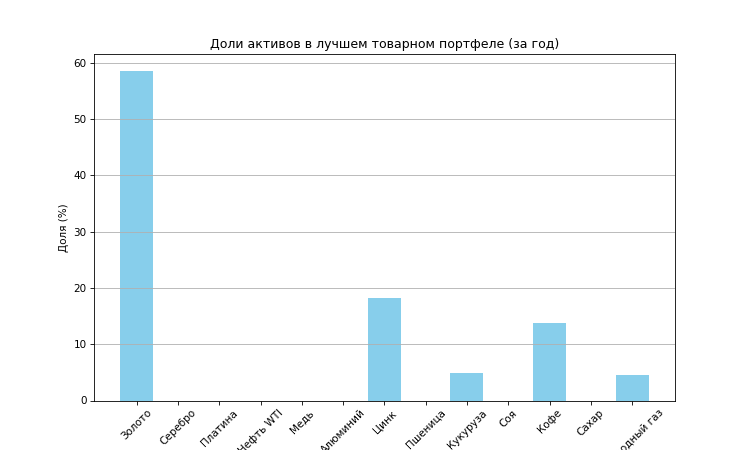 Доли активов в лучшем товарном портфеле (за год)
Доля (%)
60
50
40
30
20
10
0
Золото
Серебро
Платина
Нефть WTI
Медь
Алюминий
Цинк
Пшеница
Кукуруза
Соя
Кофе
Сахар
газ